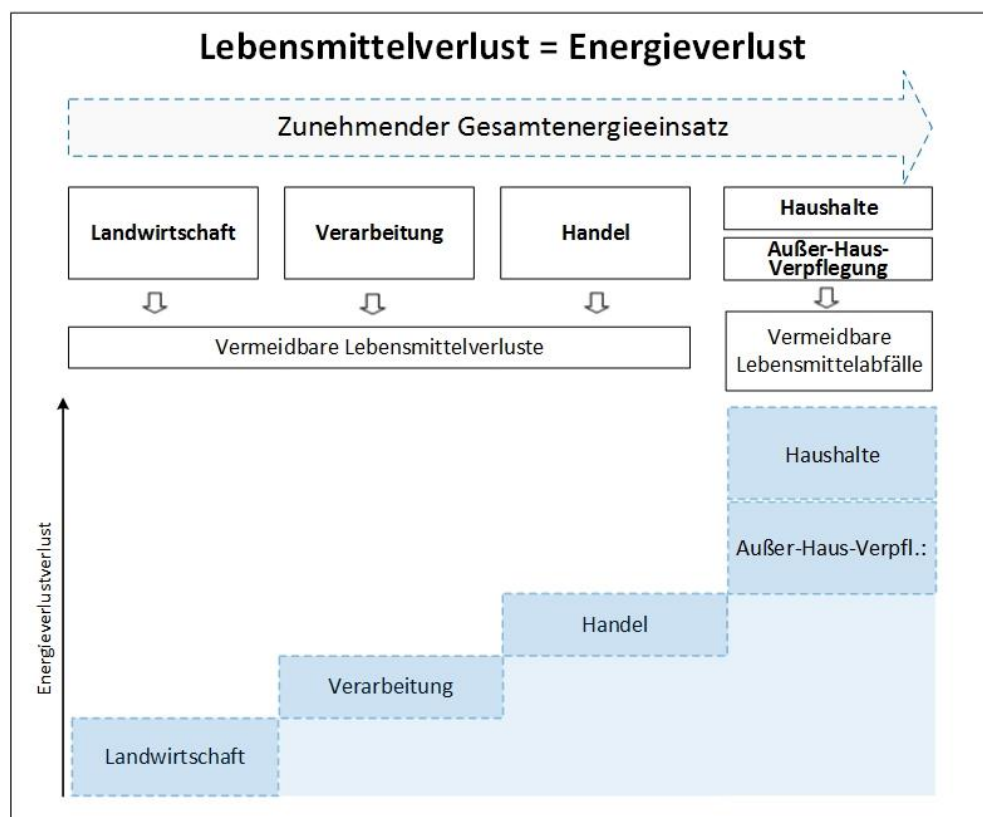 Lebensmittelverlust = Energieverlust
Zunehmender Gesamtenergieeinsatz
Landwirtschaft
Verarbeitung
Handel
Haushalte
Außer-Haus-
Verpflegung
Vermeidbare Lebensmittelverluste
Vermeidbare
Lebensmittelabfälle
Energieverlustverlust
Haushalte
Außer-Haus-Verpfl.:
Handel
Verarbeitung
Landwirtschaft